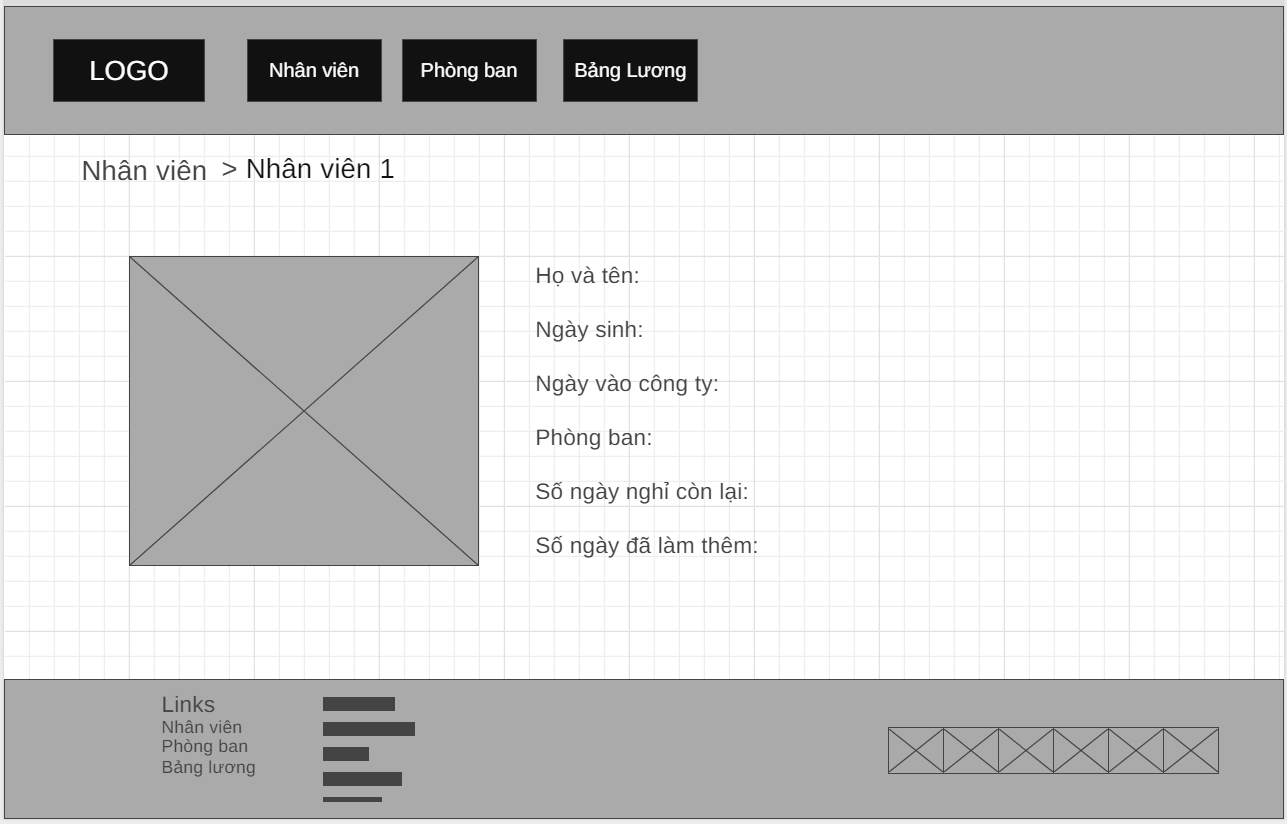 LOGO
Nhân viên
Phòng ban
Bảng Lương
Nhân viên > Nhân viên 1
Họ và tên:
Ngày sinh:
Ngày vào công ty:
Phòng ban:
Số ngày nghỉ còn lại:
Số ngày đã làm thêm:
Links
Nhân viên
Phòng ban
Bảng lương